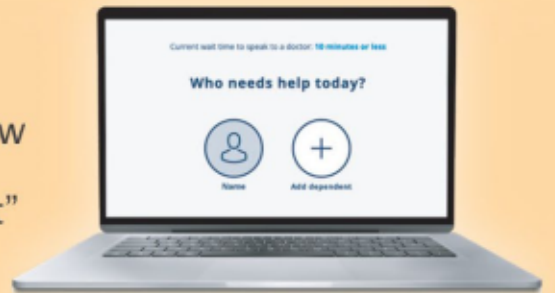 Current wait time to speak to a doctor: 10 minutes or less
Who needs help today?
Name
Add dependent